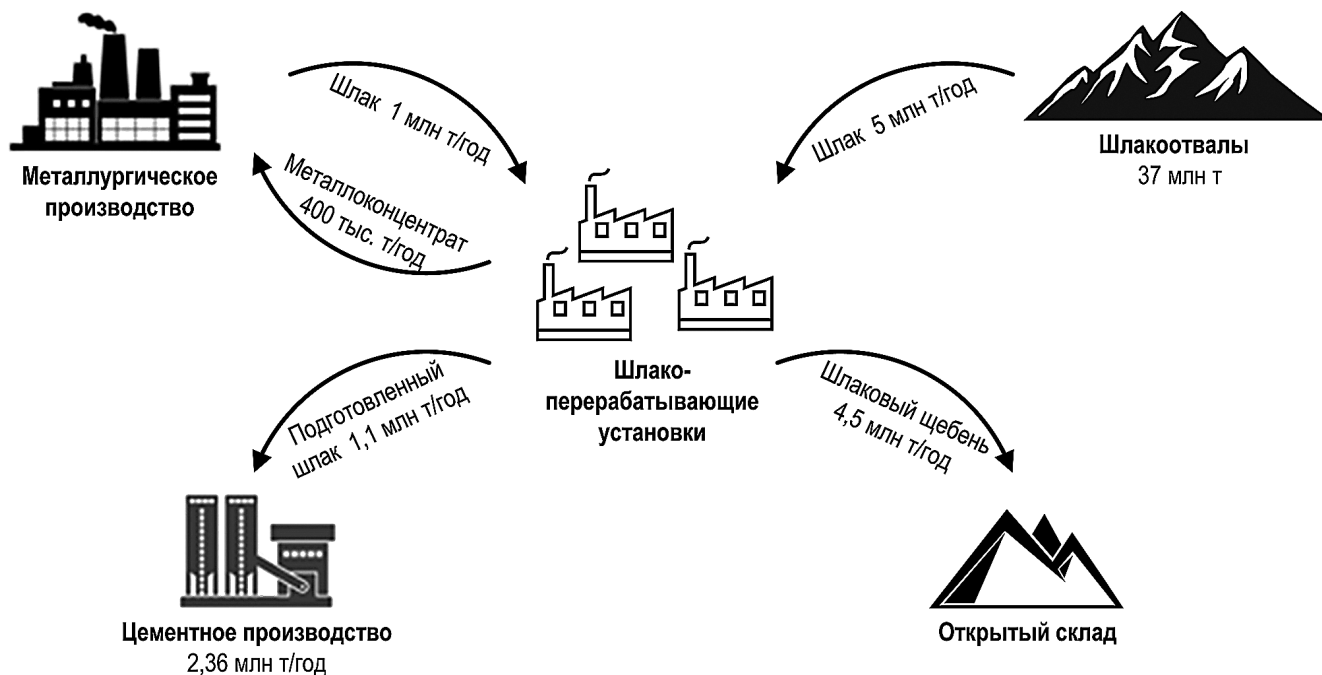 Шлак 1 млн т/год
Шлак 5 млн т/год
Металлургическое
производство
Металлоконцентрат
400 тыс. т/год
Шлакоотвалы
37 млн т
Шлако-
перерабатывающие
установки
Подготовленный
шлак 1,1 млн т/год
Шлаковый щебень
4,5 млн т/год
Цементное производство
2,36 млн т/год
Открытый склад